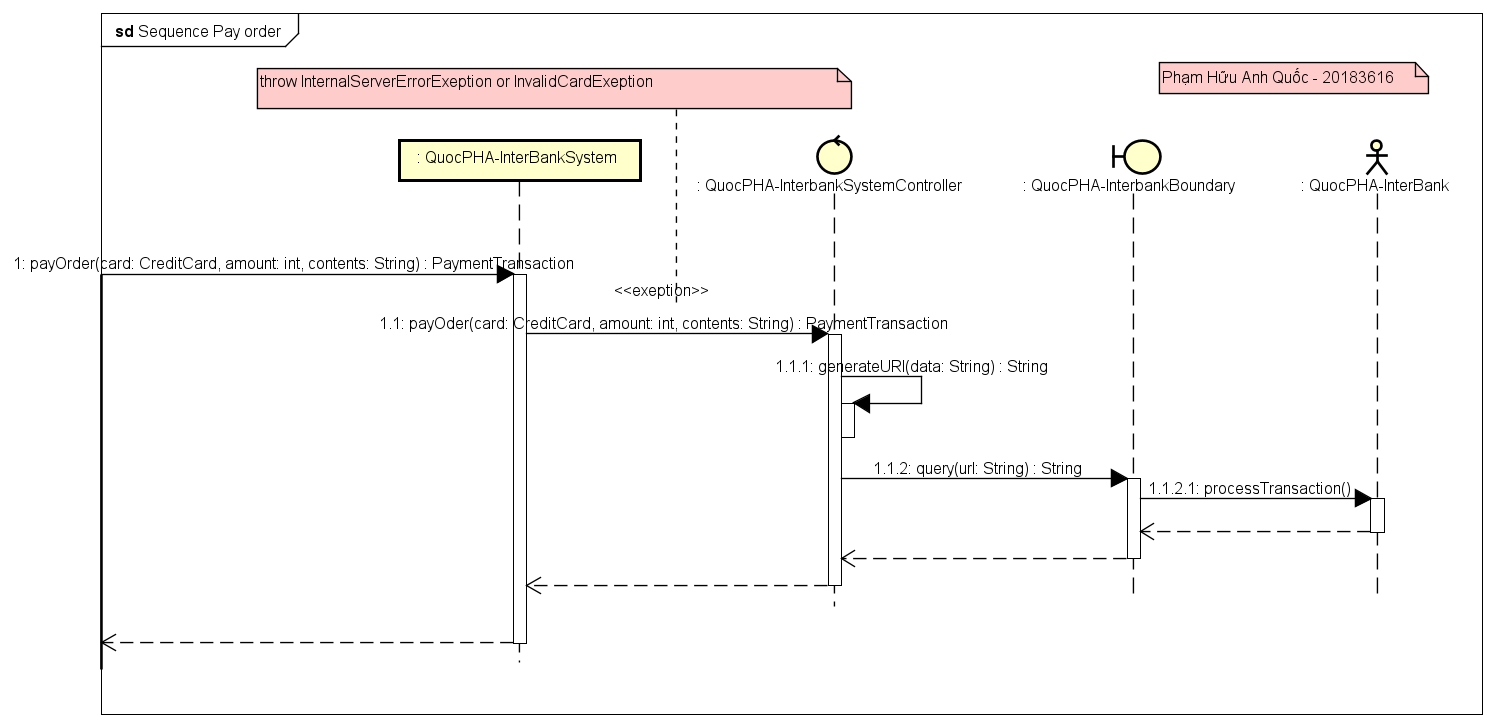 sd Sequence Pay order
throw InternalServerErrorExeption or InvalidCardExeption
Phạm Hữu Anh Quốc - 20183616
: QuocPHA-InterBankSystem
: QuocPHA-InterbankSystemController
: QuocPHA-InterbankBoundary
: QuocPHA-InterBank
1: payOrder(card: CreditCard, amount: int, contents: String) : PaymentTransaction
<<exeption>>
1.1: payOder(card: CreditCard, amount: int, contents: String) : PaymentTransaction
1.1.1: generateURl(data: String) : String
1.1.2: query(url: String) : String
1.1.2.1: processTransaction()